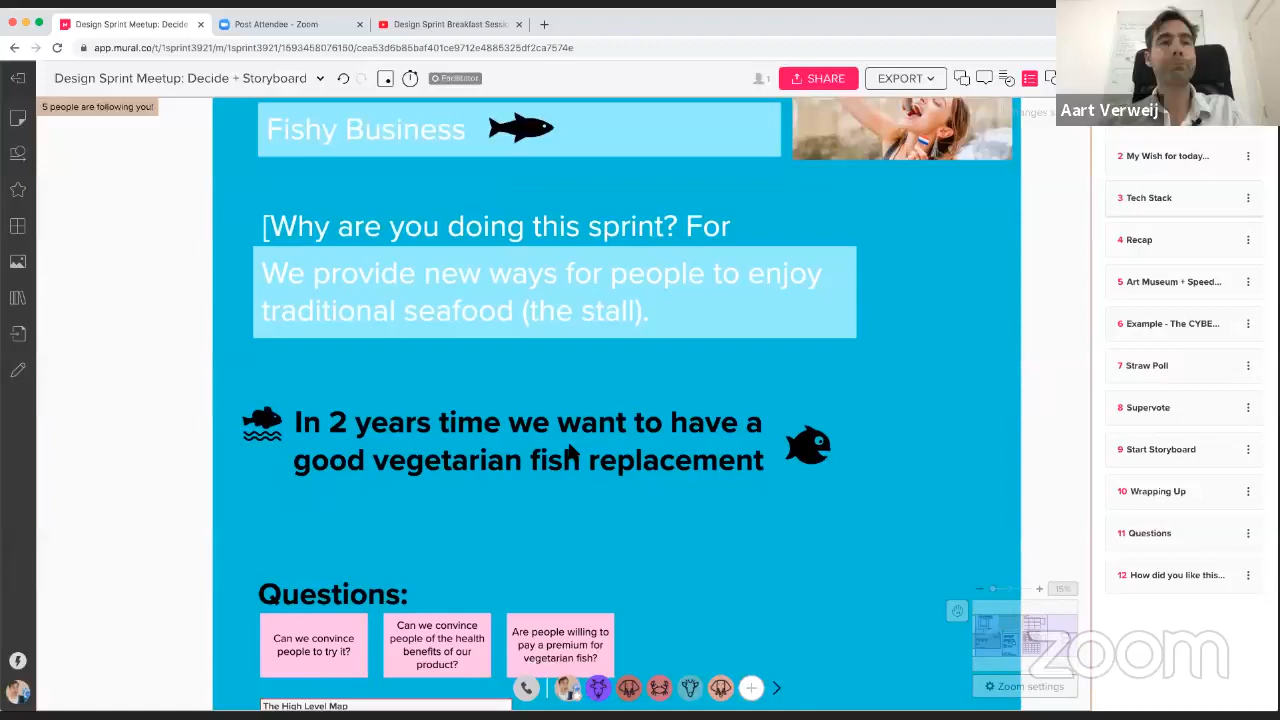 Design Sprint Meetup: Decide
Post Attendee - Zoom
Design Sprint Breakfast Sessi
app.mural.co/t/1sprint3921/m/1sprint3921/1593458076150/cea53d6b85baf401ce9712e4885325df2ca7574e
Design Sprint Meetup: Decide + Storyboard
Facilitator
1
SHARE
EXPORT
Aart Verweij
5 people are following you!
Fishy Business
[Why are you doing this sprint? For
We provide new ways for people to enjoy
traditional seafood (the stall).
In 2 years time we want to have a
good vegetarian fish replacement
Questions:
Can we convince
people to try it?
Can we convince
people of the health
benefits of our
product?
Are people willing to
pay a premium for
vegetarian fish?
The High Level Map
2 My Wish for today...
3 Tech Stack
4 Recap
5 Art Museum + Speed...
6 Example - The CYBE...
7 Straw Poll
8 Supervote
9 Start Storyboard
10 Wrapping Up
11 Questions
12 How did you like this...
15%
Zoom settings
zoom